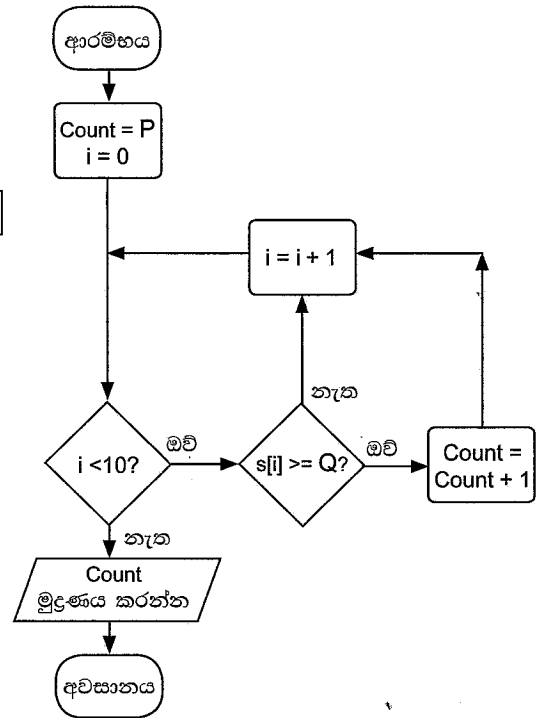 ආරම්භය
Count = P
i = 0
i = i + 1
නැත
ඔව්
i <10?
s[i] >= Q?
ඔව්
Count =
Count + 1
නැත
Count
මුද්‍රණය කරන්න
අවසානය